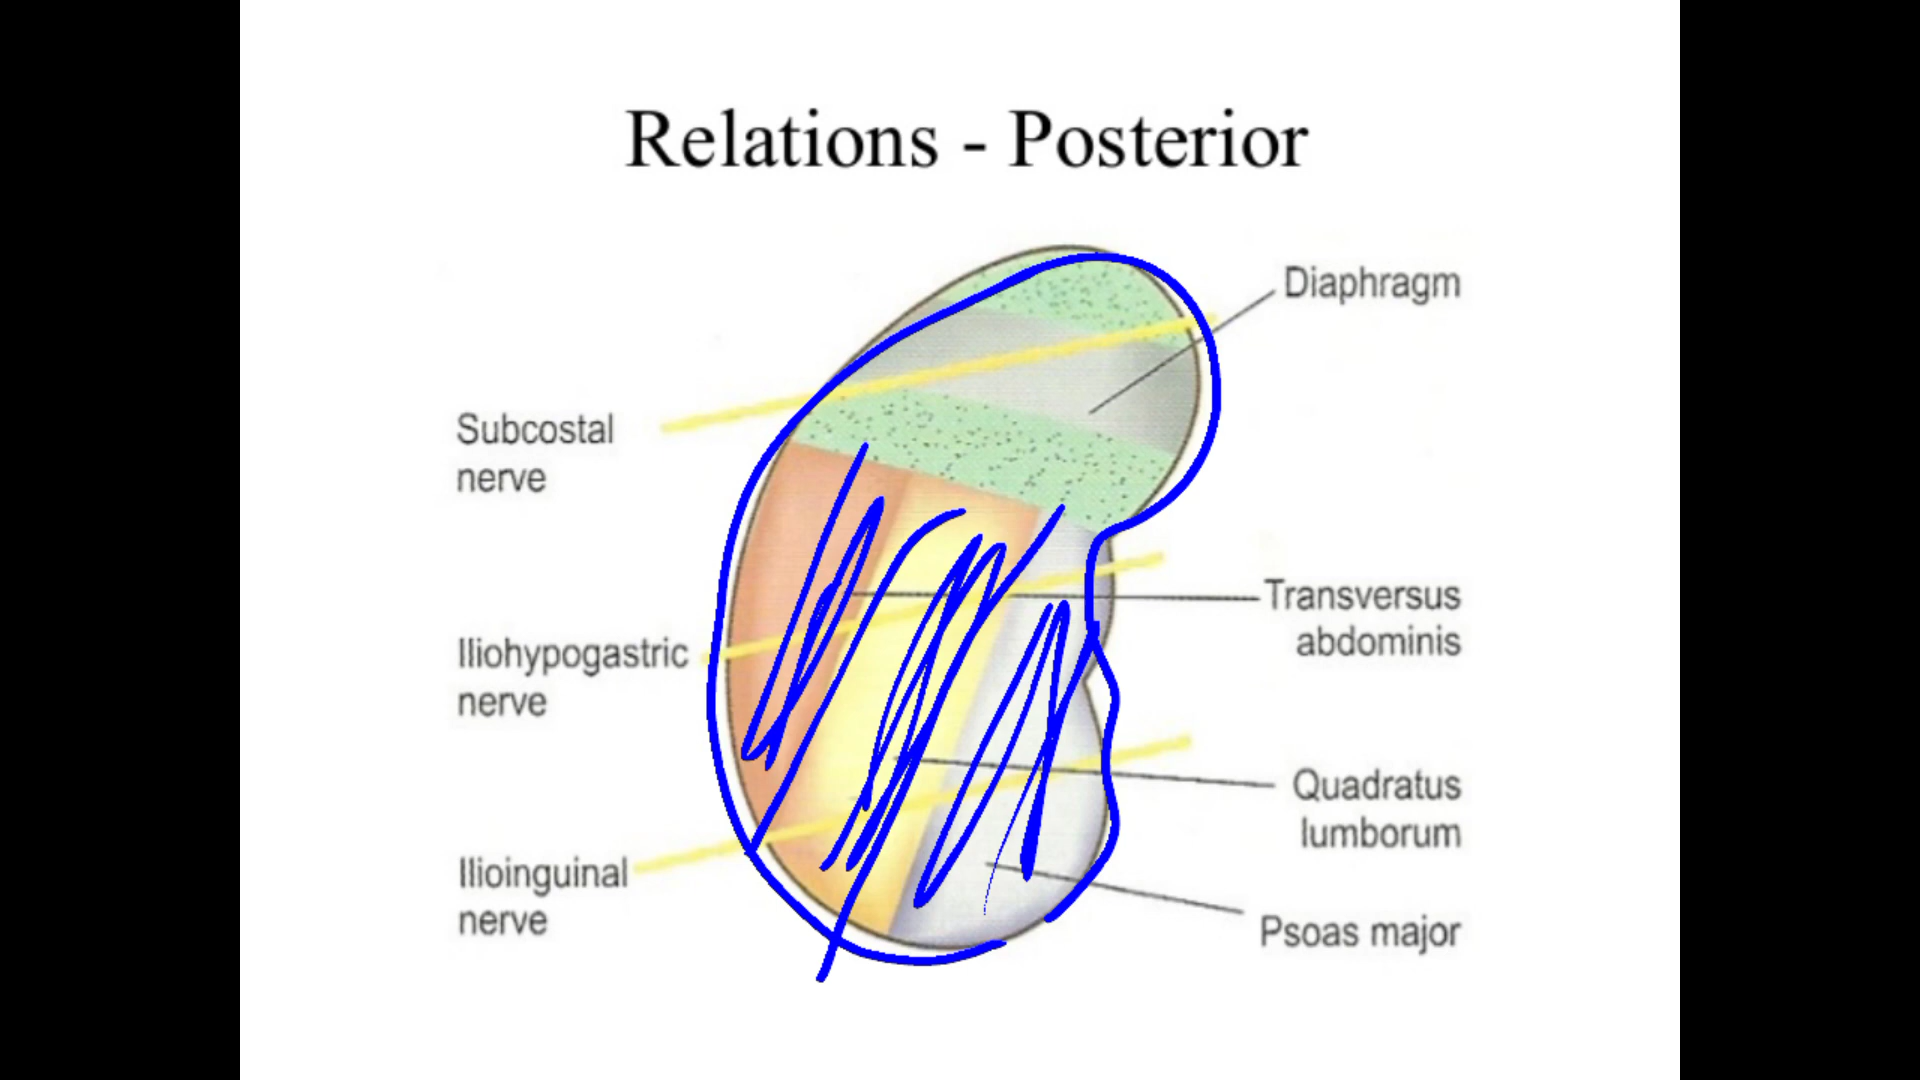 Relations - Posterior
Diaphragm
Subcostal
nerve
Transversus
abdominis
Iliohypogastric
nerve
Quadratus
lumborum
Ilioinguinal
nerve
Psoas major